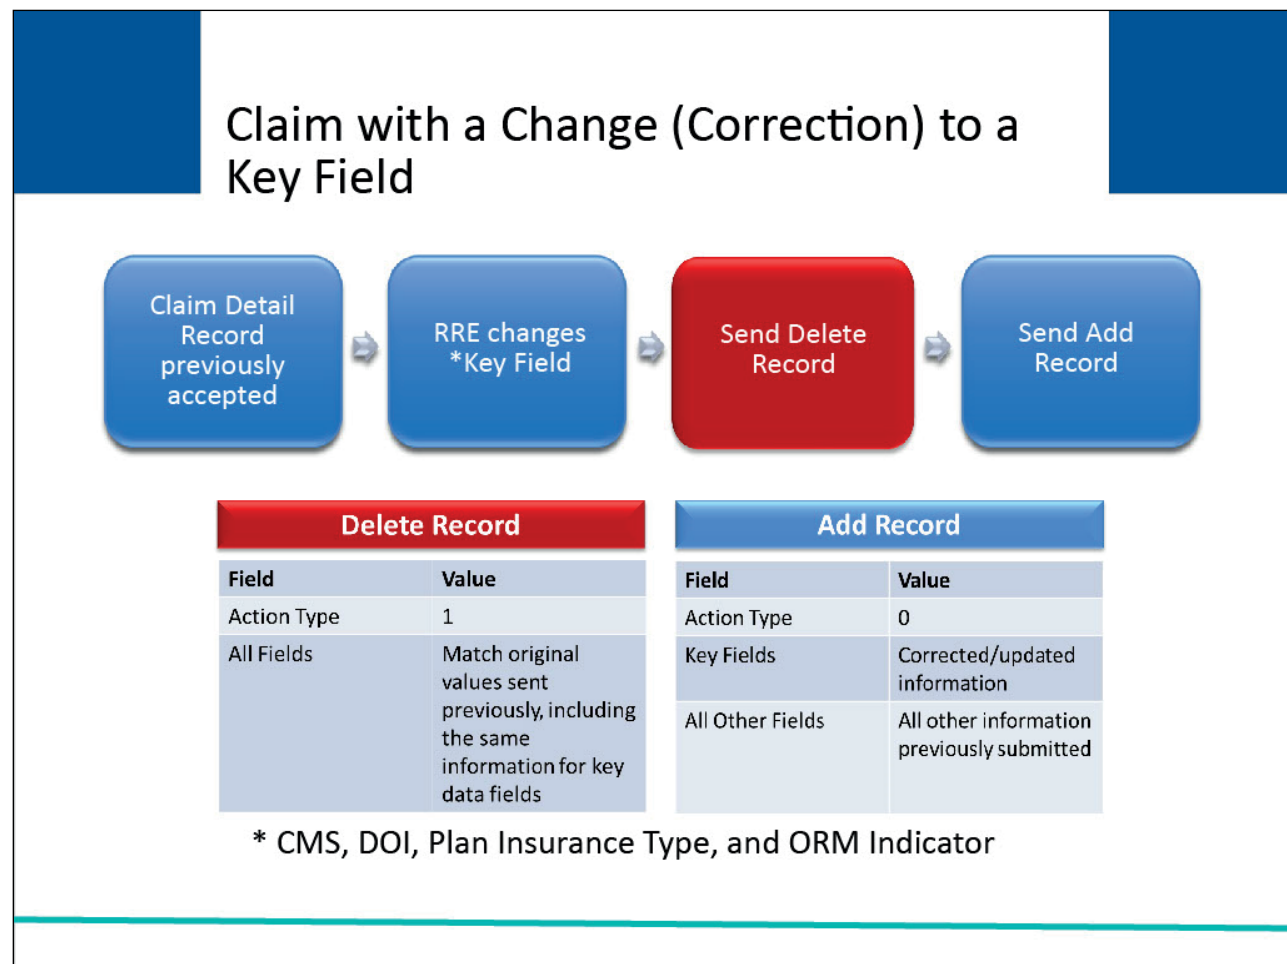 Claim with a Change (Correction) to a
Key Field
Claim Detail
Record
previously
accepted
RRE changes
*Key Field
Send Delete
Record
Send Add
Record
Delete Record
Field Value
Action Type 1
All Fields Match original
values sent
previously, including
the same
information for key
data fields
Add Record
Field Value
Action Type 0
Key Fields Corrected/updated
information
All Other Fields All other information
previously submitted
* CMS, DOI, Plan Insurance Type, and ORM Indicator